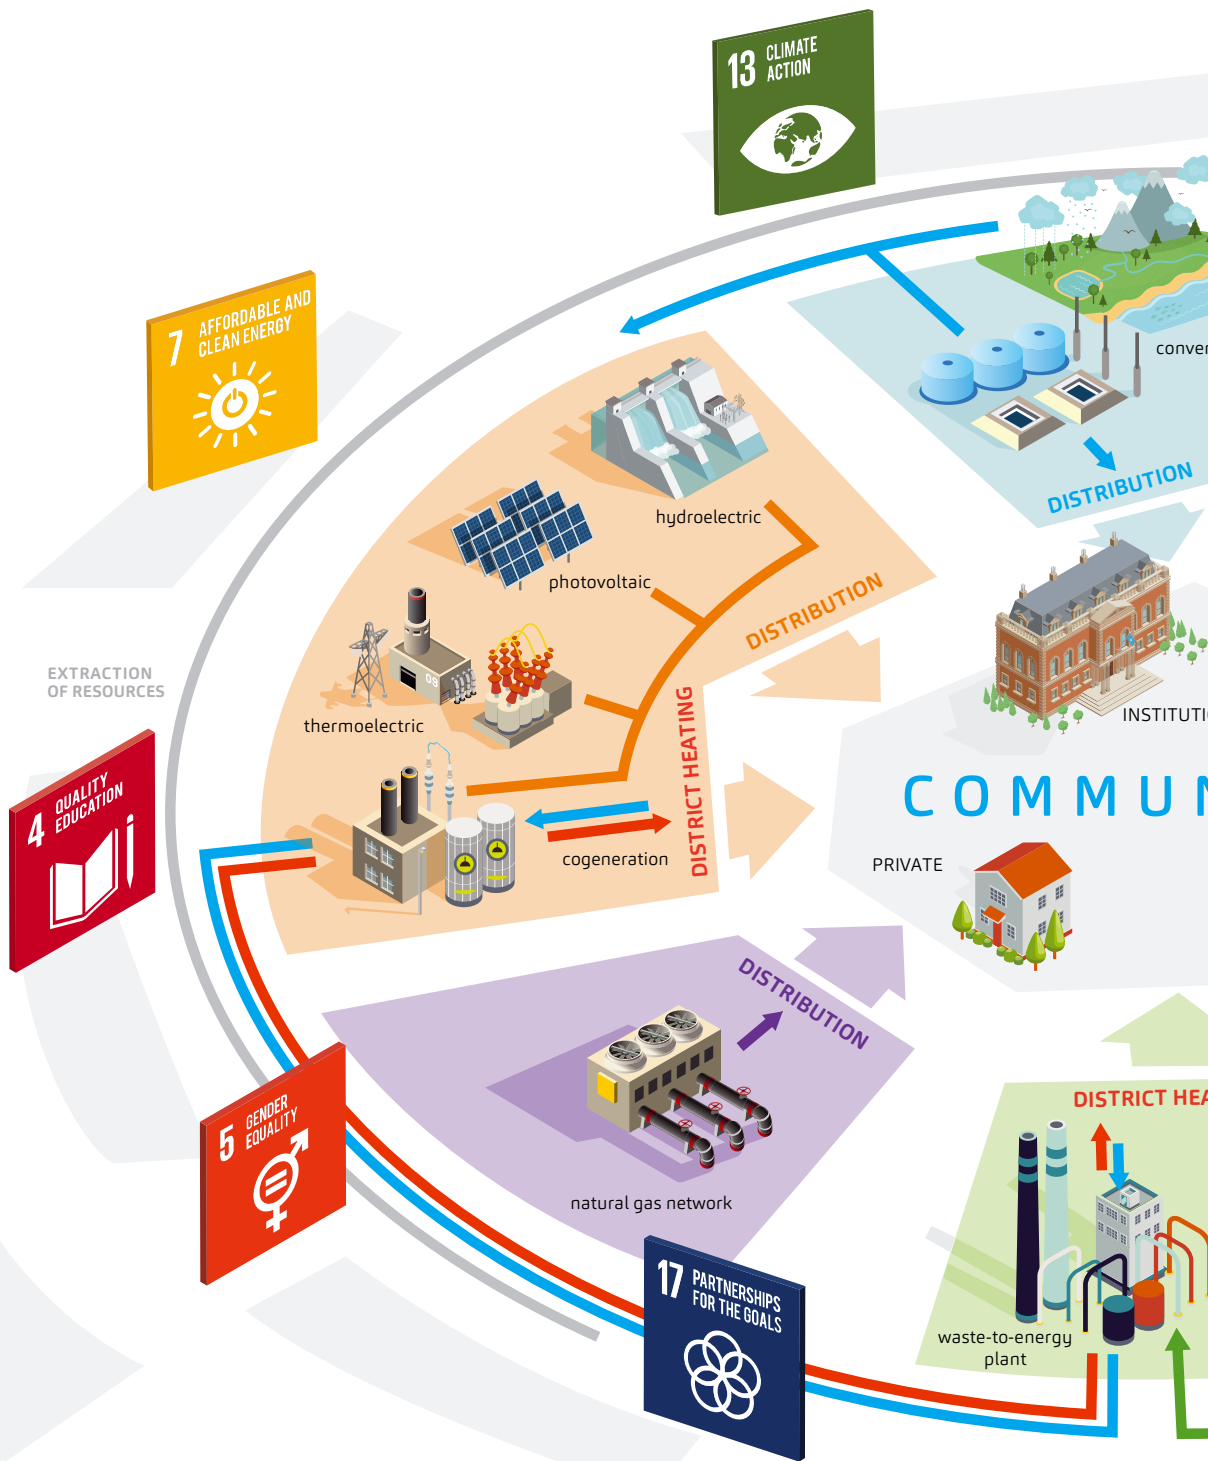 13 CLIMATE
ACTION
7 AFFORDABLE AND
CLEAN ENERGY
conver
DISTRIBUTION
hydroelectric
photovoltaic
DISTRIBUTION
EXTRACTION
OF RESOURCES
09
thermoelectric
INSTITUTI
DISTRICT HEATING
4 QUALITY
EDUCATION
COMMUN
cogeneration
PRIVATE
DISTRIBUTION
5 GENDER
EQUALITY
DISTRICT HEA
natural gas network
17 PARTNERSHIPS
FOR THE GOALS
waste-to-energy
plant